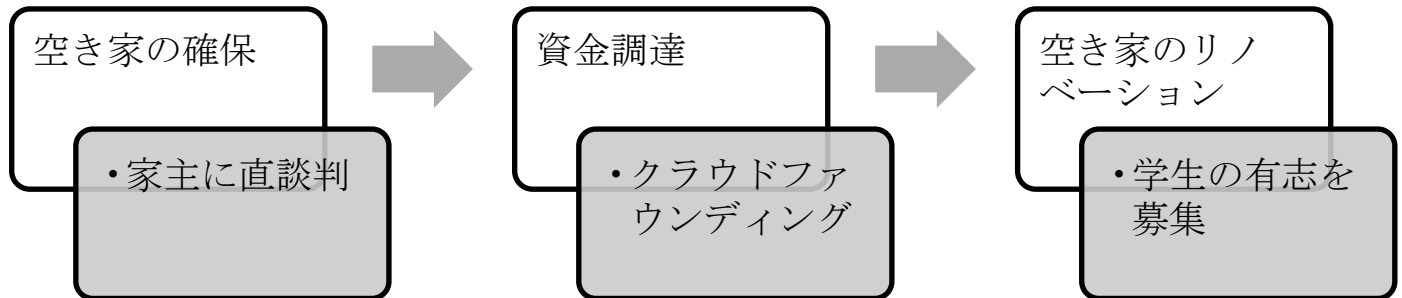 空き家の確保
・家主に直談判
資金調達
・クラウドファ
ウンディング
空き家のリノ
ベーション
・学生の有志を
募集